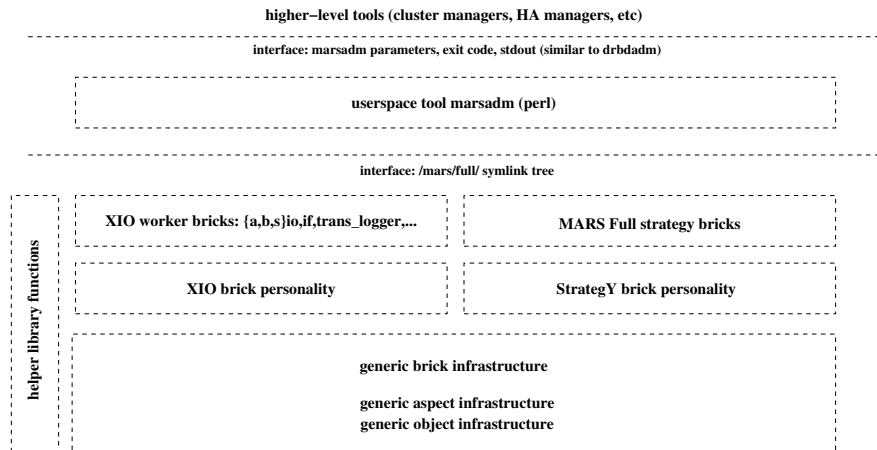 higher−level tools (cluster managers, HA managers, etc)
interface: marsadm parameters, exit code, stdout (similar to drbdadm)
userspace tool marsadm (perl)
interface: /mars/full/ symlink tree
helper library functions
XIO worker bricks: {a,b,s}io,if,trans_logger,...
MARS Full strategy bricks
XIO brick personality
StrategY brick personality
generic brick infrastructure
generic aspect infrastructure
generic object infrastructure